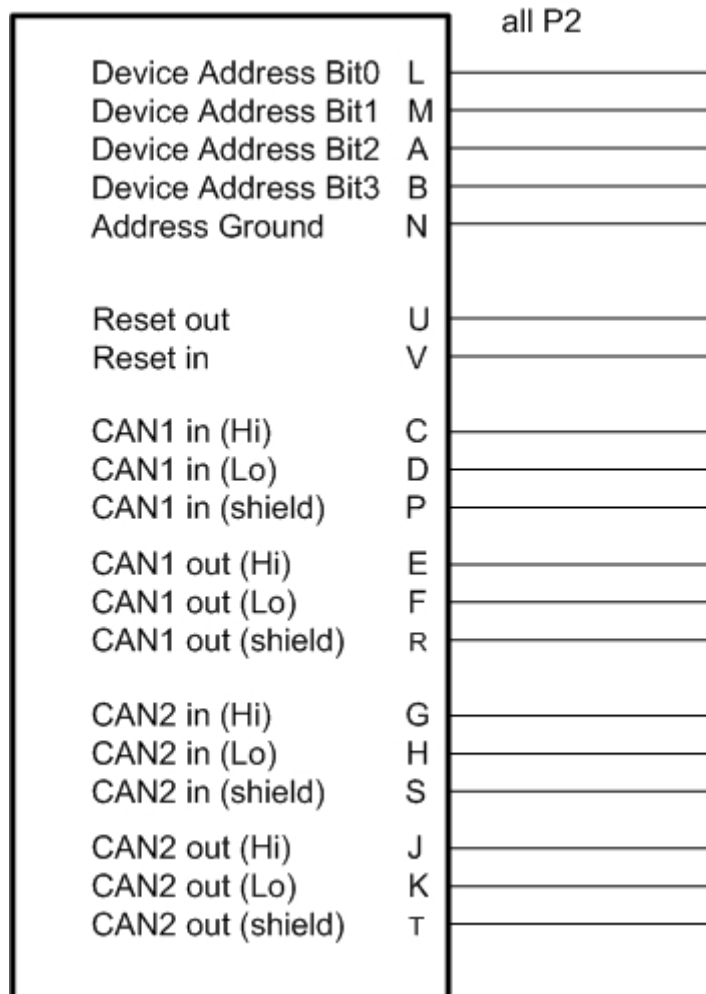 all P2
Device Address Bit0 L
Device Address Bit1 M
Device Address Bit2 A
Device Address Bit3 B
Address Ground N
Reset out U
Reset in V
CAN1 in (Hi) C
CAN1 in (Lo) D
CAN1 in (shield) P
CAN1 out (Hi) E
CAN1 out (Lo) F
CAN1 out (shield) R
CAN2 in (Hi) G
CAN2 in (Lo) H
CAN2 in (shield) S
CAN2 out (Hi) J
CAN2 out (Lo) K
CAN2 out (shield) T